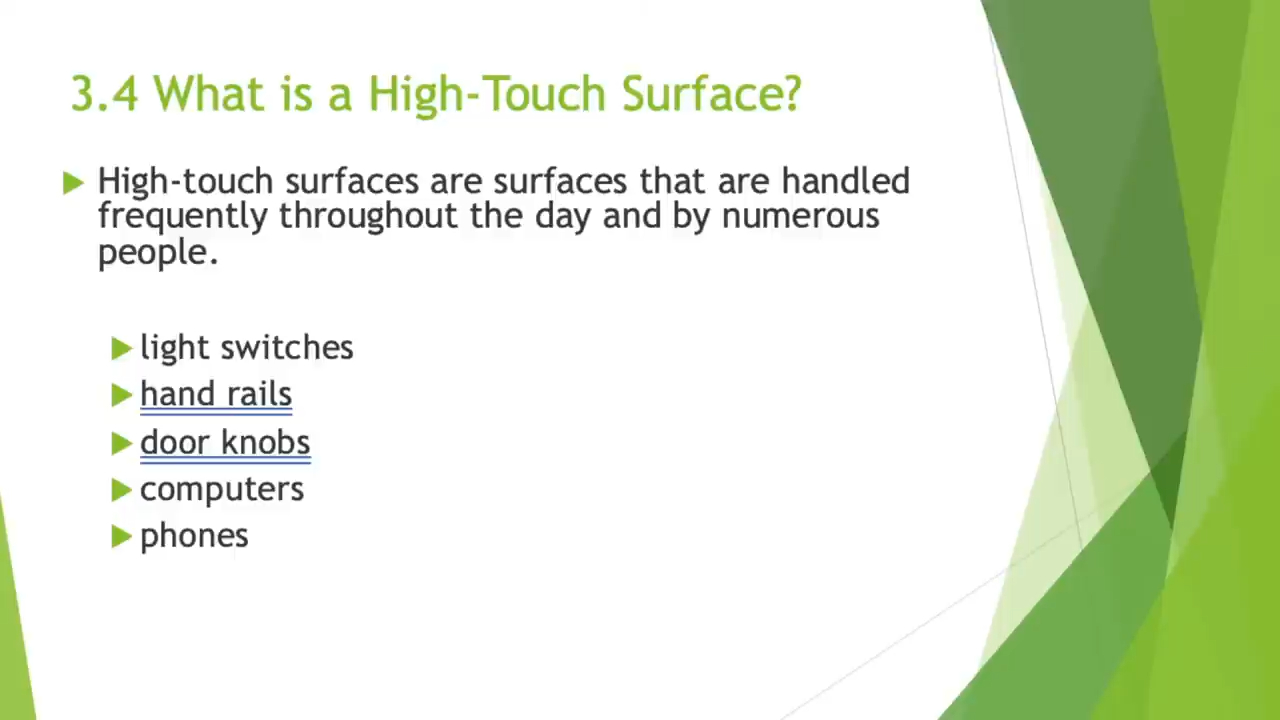 3.4 What is a High-Touch Surface?
High-touch surfaces are surfaces that are handled
frequently throughout the day and by numerous
people.
light switches
hand rails
door knobs
computers
phones